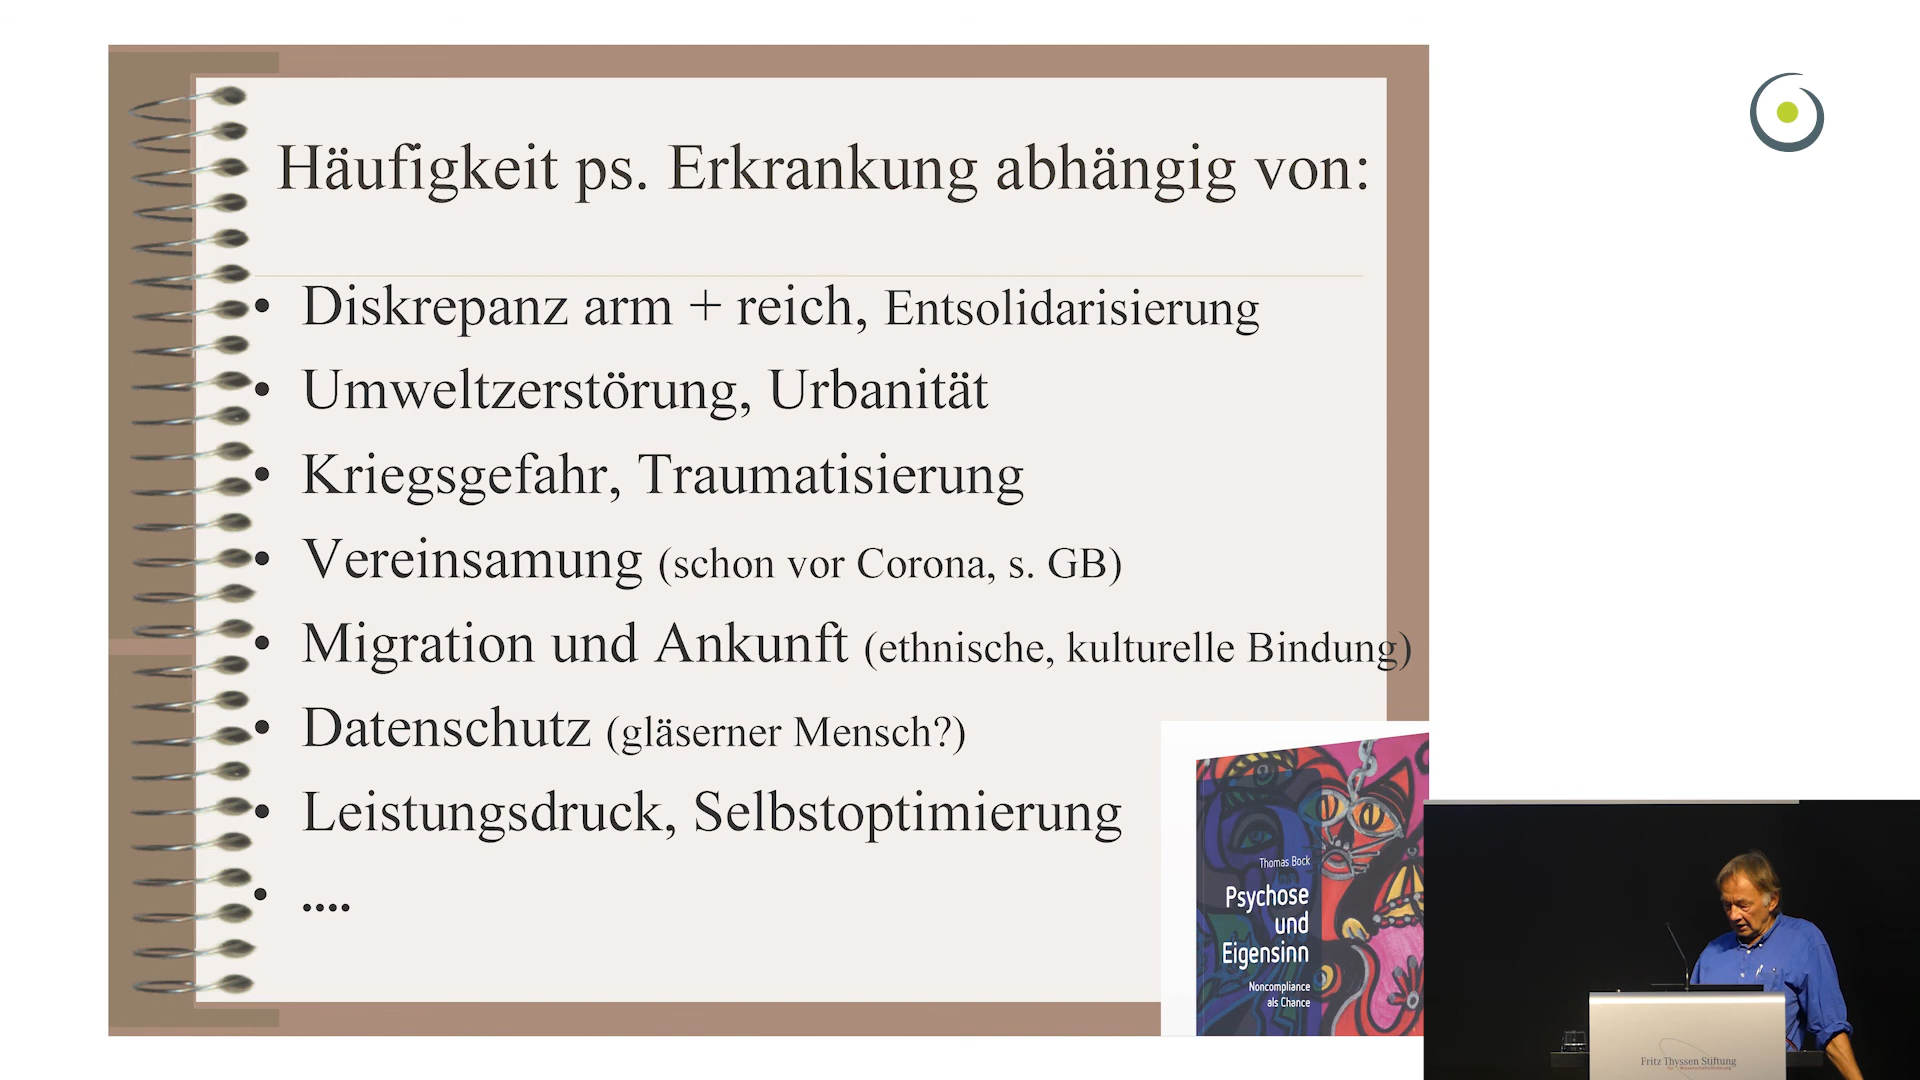 Häufigkeit ps. Erkrankung abhängig von:
• Diskrepanz arm + reich, Entsolidarisierung
• Umweltzerstörung, Urbanität
• Kriegsgefahr, Traumatisierung
• Vereinsamung (schon vor Corona, s. GB)
• Migration und Ankunft (ethnische, kulturelle Bindung)
• Datenschutz (gläserner Mensch?)
• Leistungsdruck, Selbstoptimierung
• ....
Thomas Bock
Psychose
und
Eigensinn
Noncompliance
als Chance
Fritz Thyssen Stiftung
für Wissenschaftsförderung